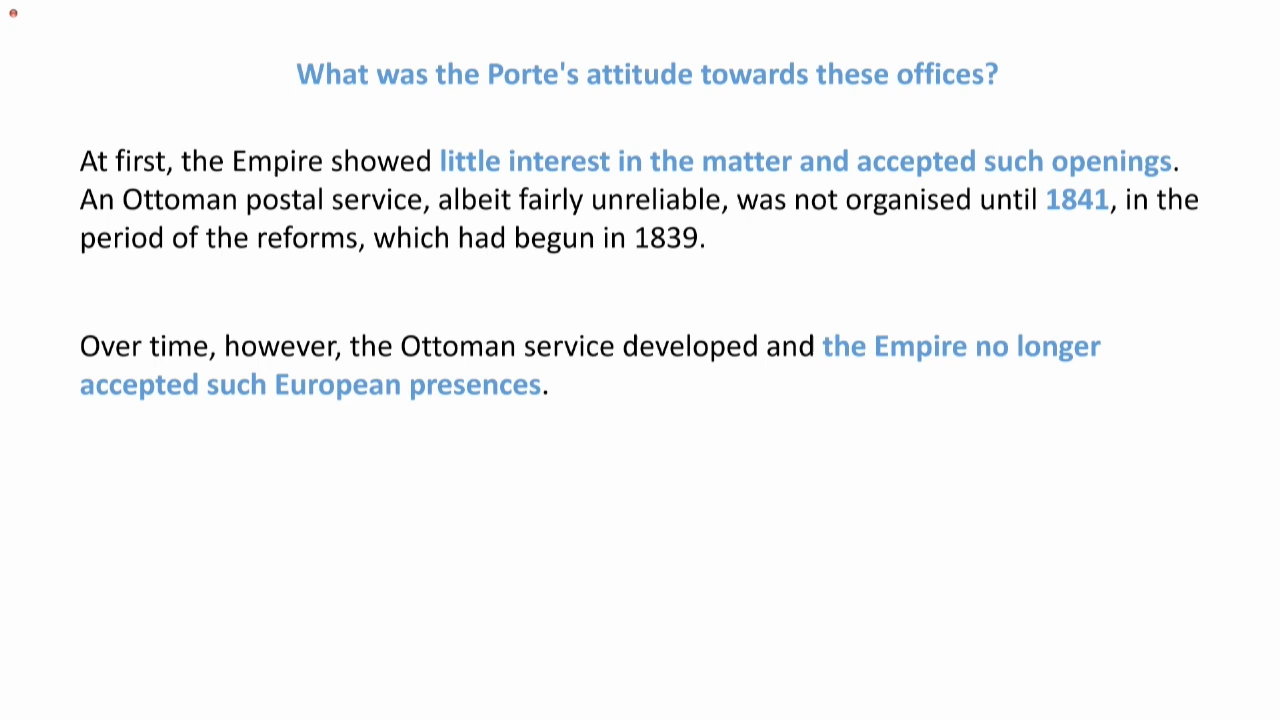 What was the Porte's attitude towards these offices?
At first, the Empire showed little interest in the matter and accepted such openings.
An Ottoman postal service, albeit fairly unreliable, was not organised until 1841, in the
period of the reforms, which had begun in 1839.
Over time, however, the Ottoman service developed and the Empire no longer
accepted such European presences.